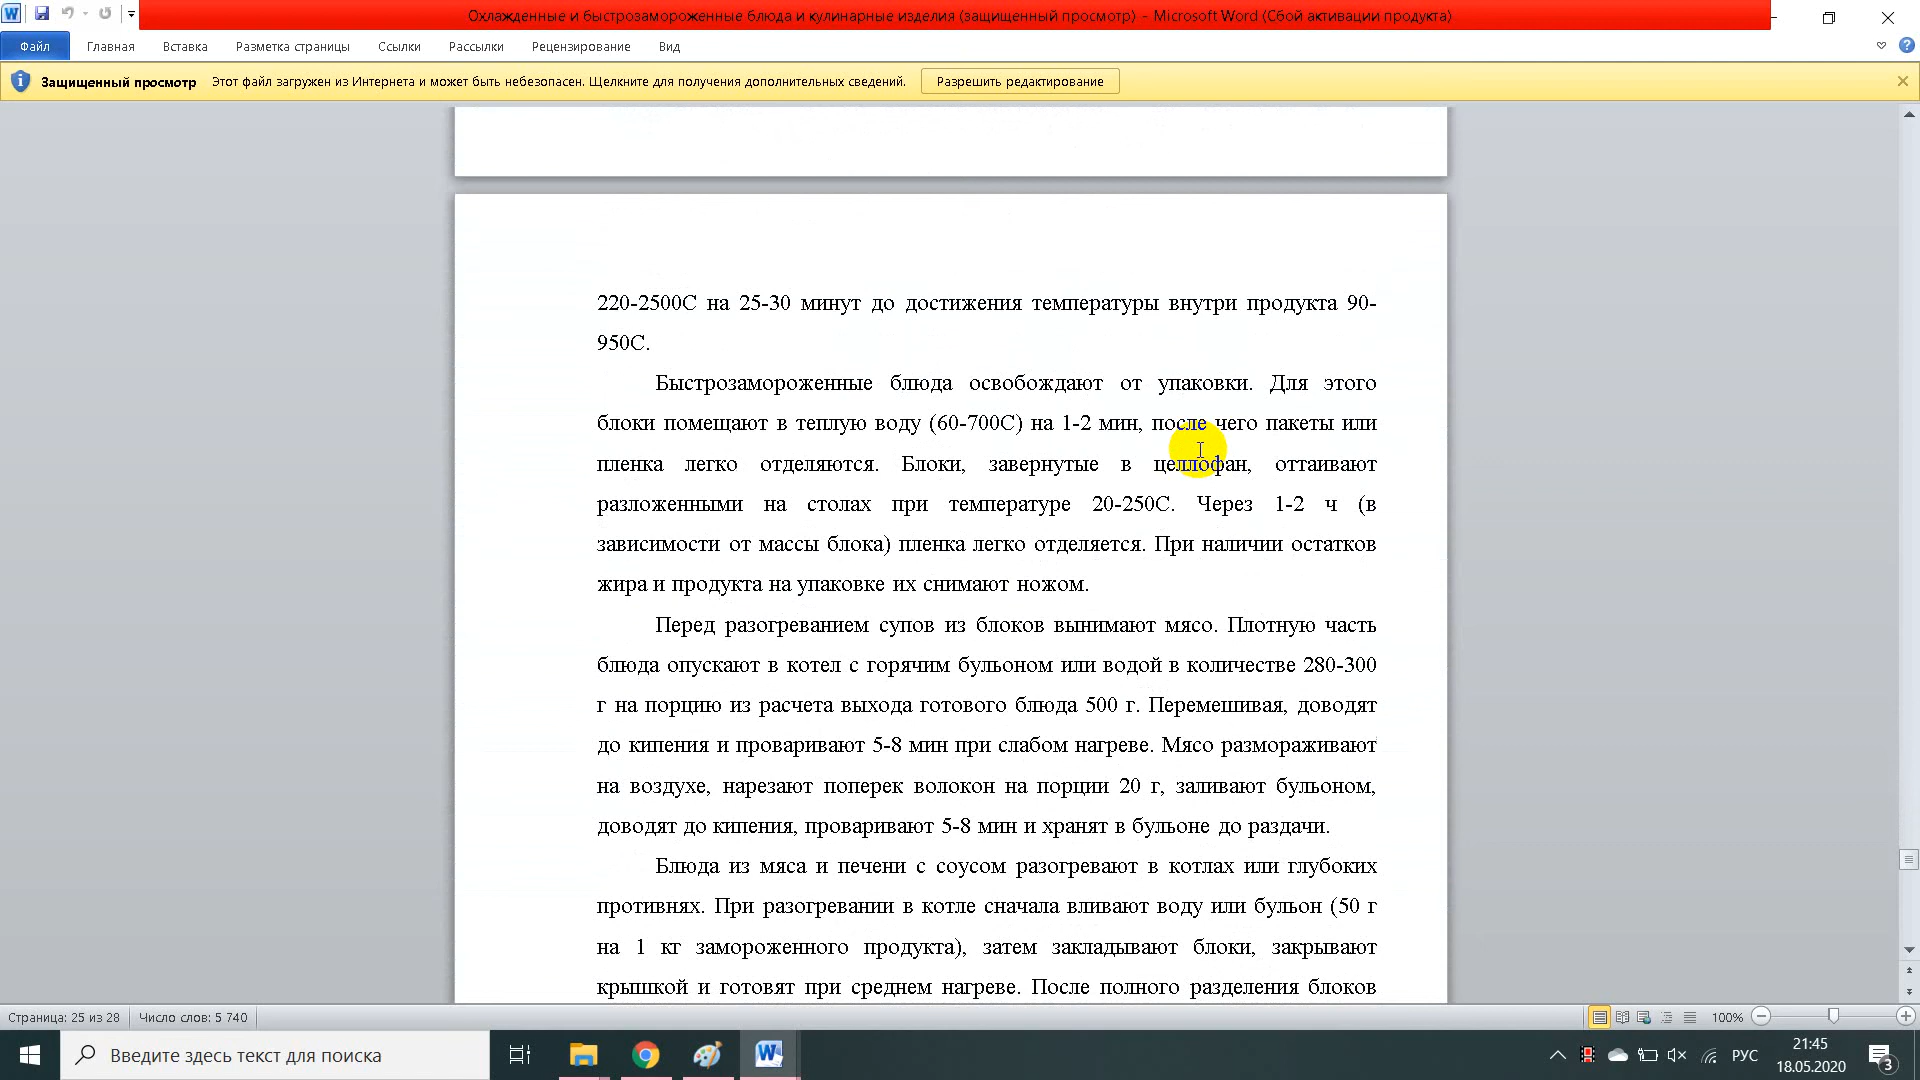 Охлажденные и быстрозамороженные блюда и кулинарные изделия (защищенный просмотр) - Microsoft Word (Сбой активации продукта)
Файл Главная Вставка Разметка страницы Ссылки Рассылки Рецензирование Вид
Защищенный просмотр Этот файл загружен из Интернета и может быть небезопасен. Щелкните для получения дополнительных сведений. Разрешить редактирование
220-2500С на 25-30 минут до достижения температуры внутри продукта 90-
950С.
Быстрозамороженные блюда освобождают от упаковки. Для этого
блоки помещают в теплую воду (60-700С) на 1-2 мин, после чего пакеты или
пленка легко отделяются. Блоки, завернутые в целлофан, оттаивают
разложенными на столах при температуре 20-250С. Через 1-2 ч (в
зависимости от массы блока) пленка легко отделяется. При наличии остатков
жира и продукта на упаковке их снимают ножом.
Перед разогреванием супов из блоков вынимают мясо. Плотную часть
блюда опускают в котел с горячим бульоном или водой в количестве 280-300
г на порцию из расчета выхода готового блюда 500 г. Перемешивая, доводят
до кипения и проваривают 5-8 мин при слабом нагреве. Мясо размораживают
на воздухе, нарезают поперек волокон на порции 20 г, заливают бульоном,
доводят до кипения, проваривают 5-8 мин и хранят в бульоне до раздачи.
Блюда из мяса и печени с соусом разогревают в котлах или глубоких
противнях. При разогревании в котле сначала вливают воду или бульон (50 г
на 1 кг замороженного продукта), затем закладывают блоки, закрывают
крышкой и готовят при среднем нагреве. После полного разделения блоков
Страница: 25 из 28 Число слов: 5 740 100%
Введите здесь текст для поиска РУС 21:45
18.05.2020 3